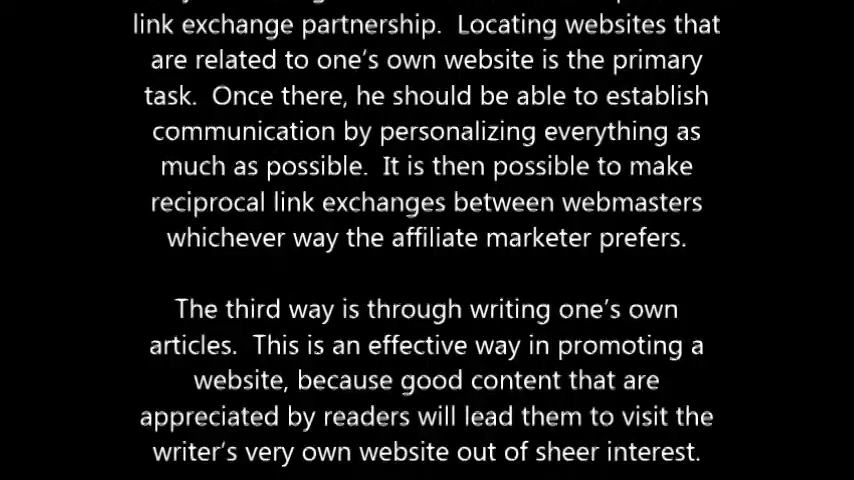 link exchange partnership.  Locating websites that
are related to one's own website is the primary
task.  Once there, he should be able to establish
communication by personalizing everything as
much as possible.  It is then possible to make
reciprocal link exchanges between webmasters
whichever way the affiliate marketer prefers.
The third way is through writing one's own
articles.  This is an effective way in promoting a
website, because good content that are
appreciated by readers will lead them to visit the
writer's very own website out of sheer interest.